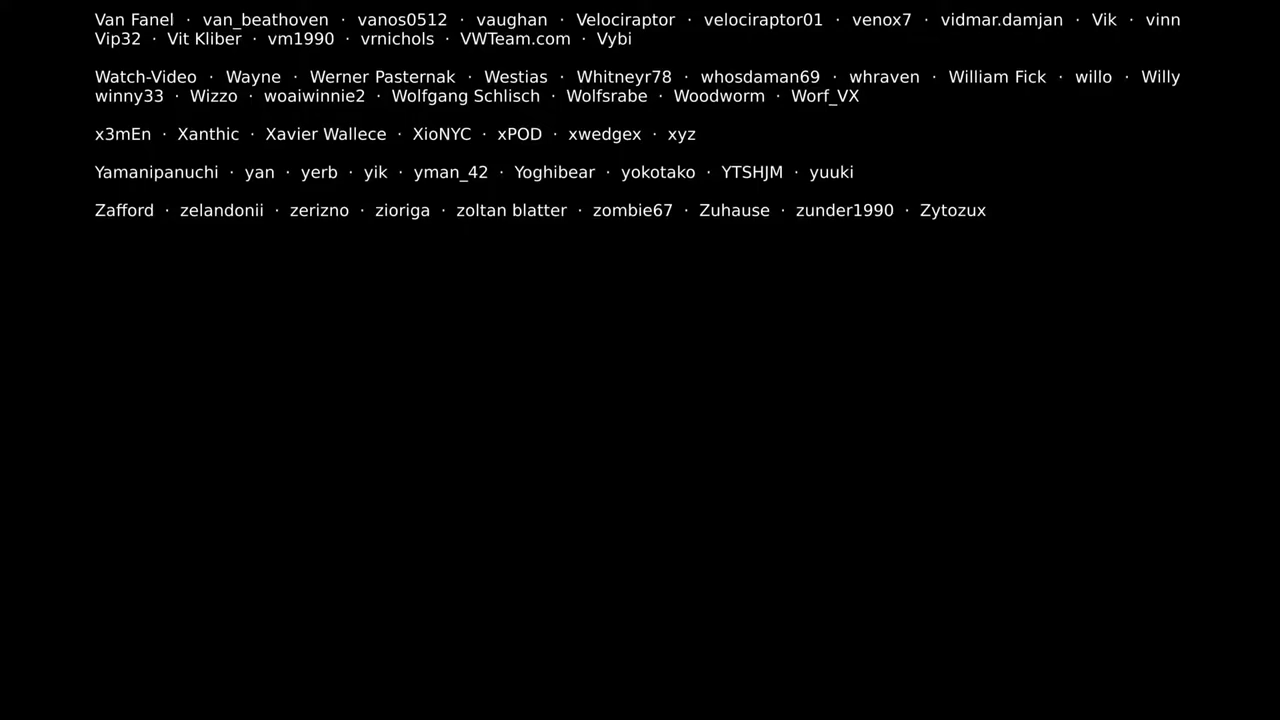 Van Fanel · van_beathoven · vanos0512 · vaughan · Velociraptor · velociraptor01 · venox7 · vidmar.damjan · Vik · vinn
Vip32 · Vit Kliber · vm1990 · vrnichols · VWTeam.com · Vybi
Watch-Video · Wayne · Werner Pasternak · Westias · Whitneyr78 · whosdaman69 · whraven · William Fick · willo · Willy
winny33 · Wizzo · woaiwinnie2 · Wolfgang Schlisch · Wolfsrabe · Woodworm · Worf_VX
x3mEn · Xanthic · Xavier Wallece · XioNYC · xPOD · xwedgex · xyz
Yamanipanuchi · yan · yerb · yik · yman_42 · Yoghibear · yokotako · YTSHJM · yuuki
Zafford · zelandonii · zerizno · zioriga · zoltan blatter · zombie67 · Zuhause · zunder1990 · Zytozux